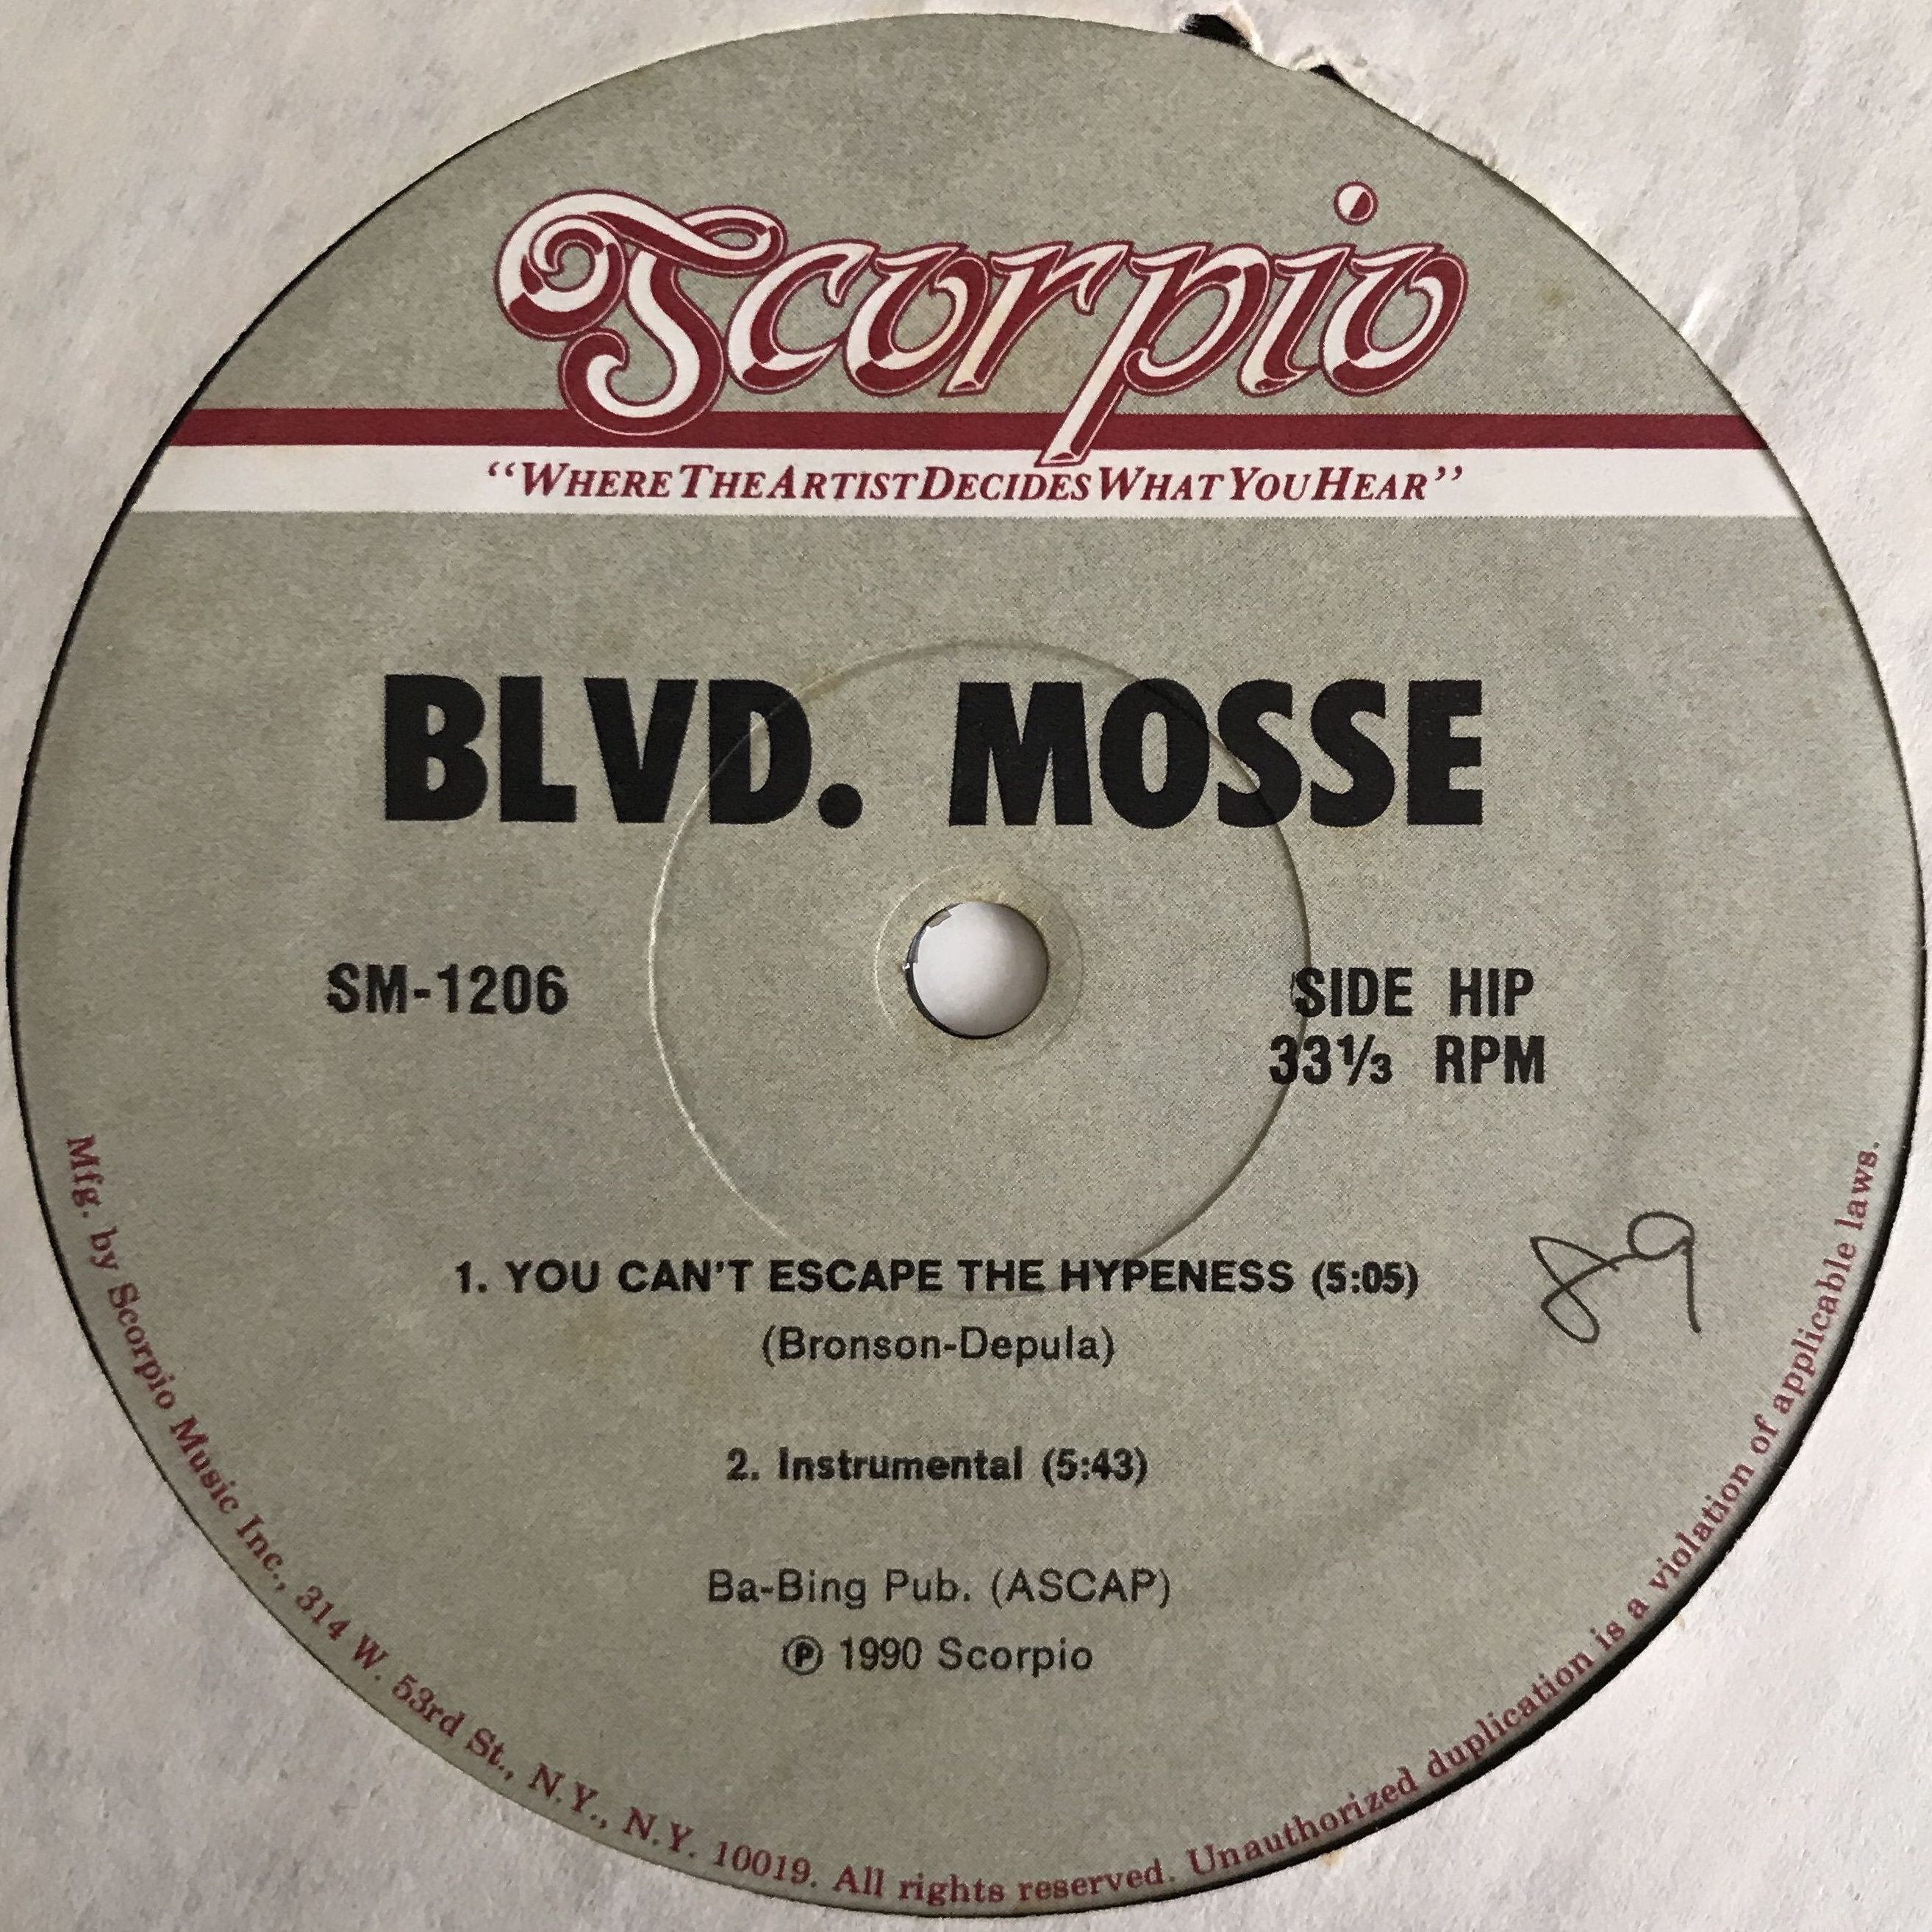 Scorpio
“WHERE THE ARTIST DECIDES WHAT YOU HEAR”
BLVD. MOSSE
SM-1206
SIDE HIP
33⅓ RPM
1. YOU CAN'T ESCAPE THE HYPENESS (5:05)
(Bronson-Depula)
89
2. Instrumental (5:43)
Ba-Bing Pub. (ASCAP)
℗ 1990 Scorpio
Mfg. by Scorpio Music Inc., 314 W. 53rd St., N.Y., N.Y. 10019. All rights reserved. Unauthorized duplication is a violation of applicable laws.